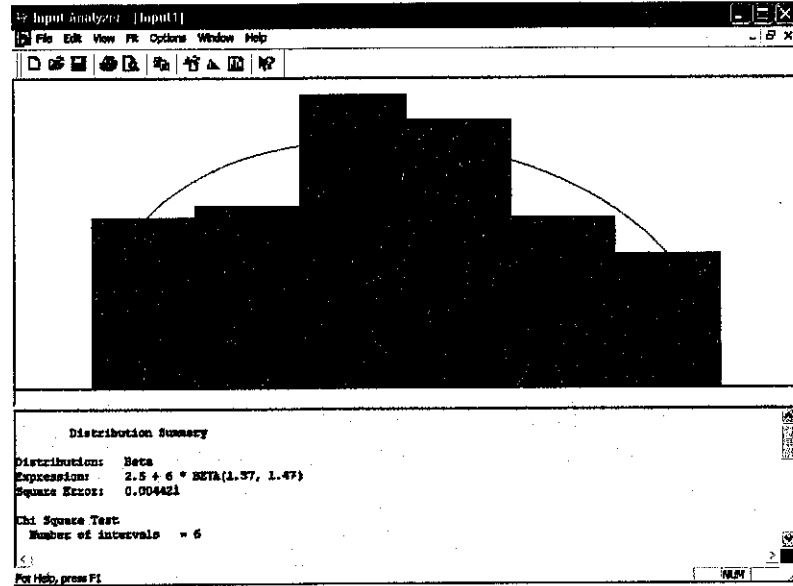 Input Analyzer - [Input1]
File Edit View Fit Options Window Help
Distribution Summary
Distribution: Beta
Expression: 2.5 + 6 * BETA(1.37, 1.47)
Square Error: 0.004421
Chi Square Test
Number of intervals = 6
For Help, press F1
NUM